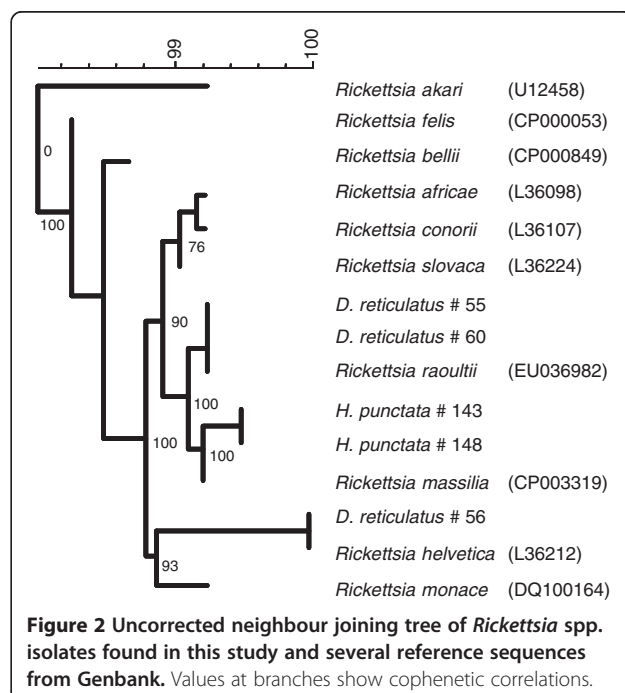 99 100
Rickettsia akari (U12458)
Rickettsia felis (CP000053)
0
Rickettsia bellii (CP000849)
Rickettsia africae (L36098)
100
Rickettsia conorii (L36107)
76
Rickettsia slovaca (L36224)
D. reticulatus # 55
90
D. reticulatus # 60
Rickettsia raoultii (EU036982)
100
H. punctata # 143
100
H. punctata # 148
100
Rickettsia massilia (CP003319)
D. reticulatus # 56
Rickettsia helvetica (L36212)
93
Rickettsia monace (DQ100164)
Figure 2 Uncorrected neighbour joining tree of Rickettsia spp.
isolates found in this study and several reference sequences
from Genbank. Values at branches show cophenetic correlations.